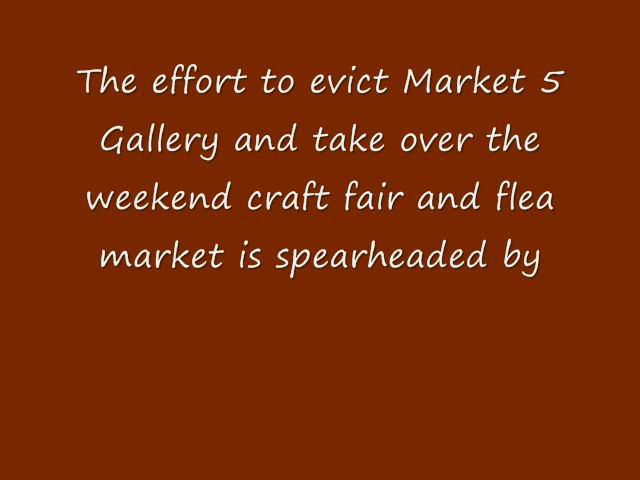 The effort to evict Market 5
Gallery and take over the
weekend craft fair and flea
market is spearheaded by